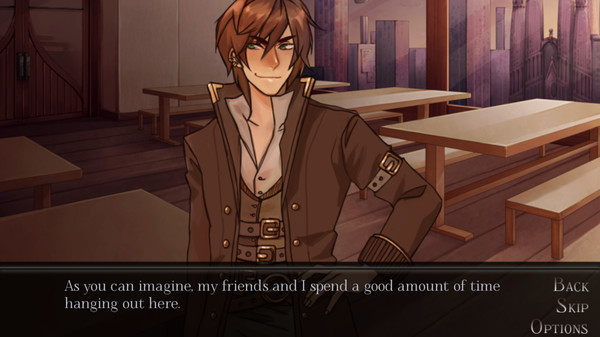 As you can imagine, my friends and I spend a good amount of time
hanging out here.
Back
Skip
Options